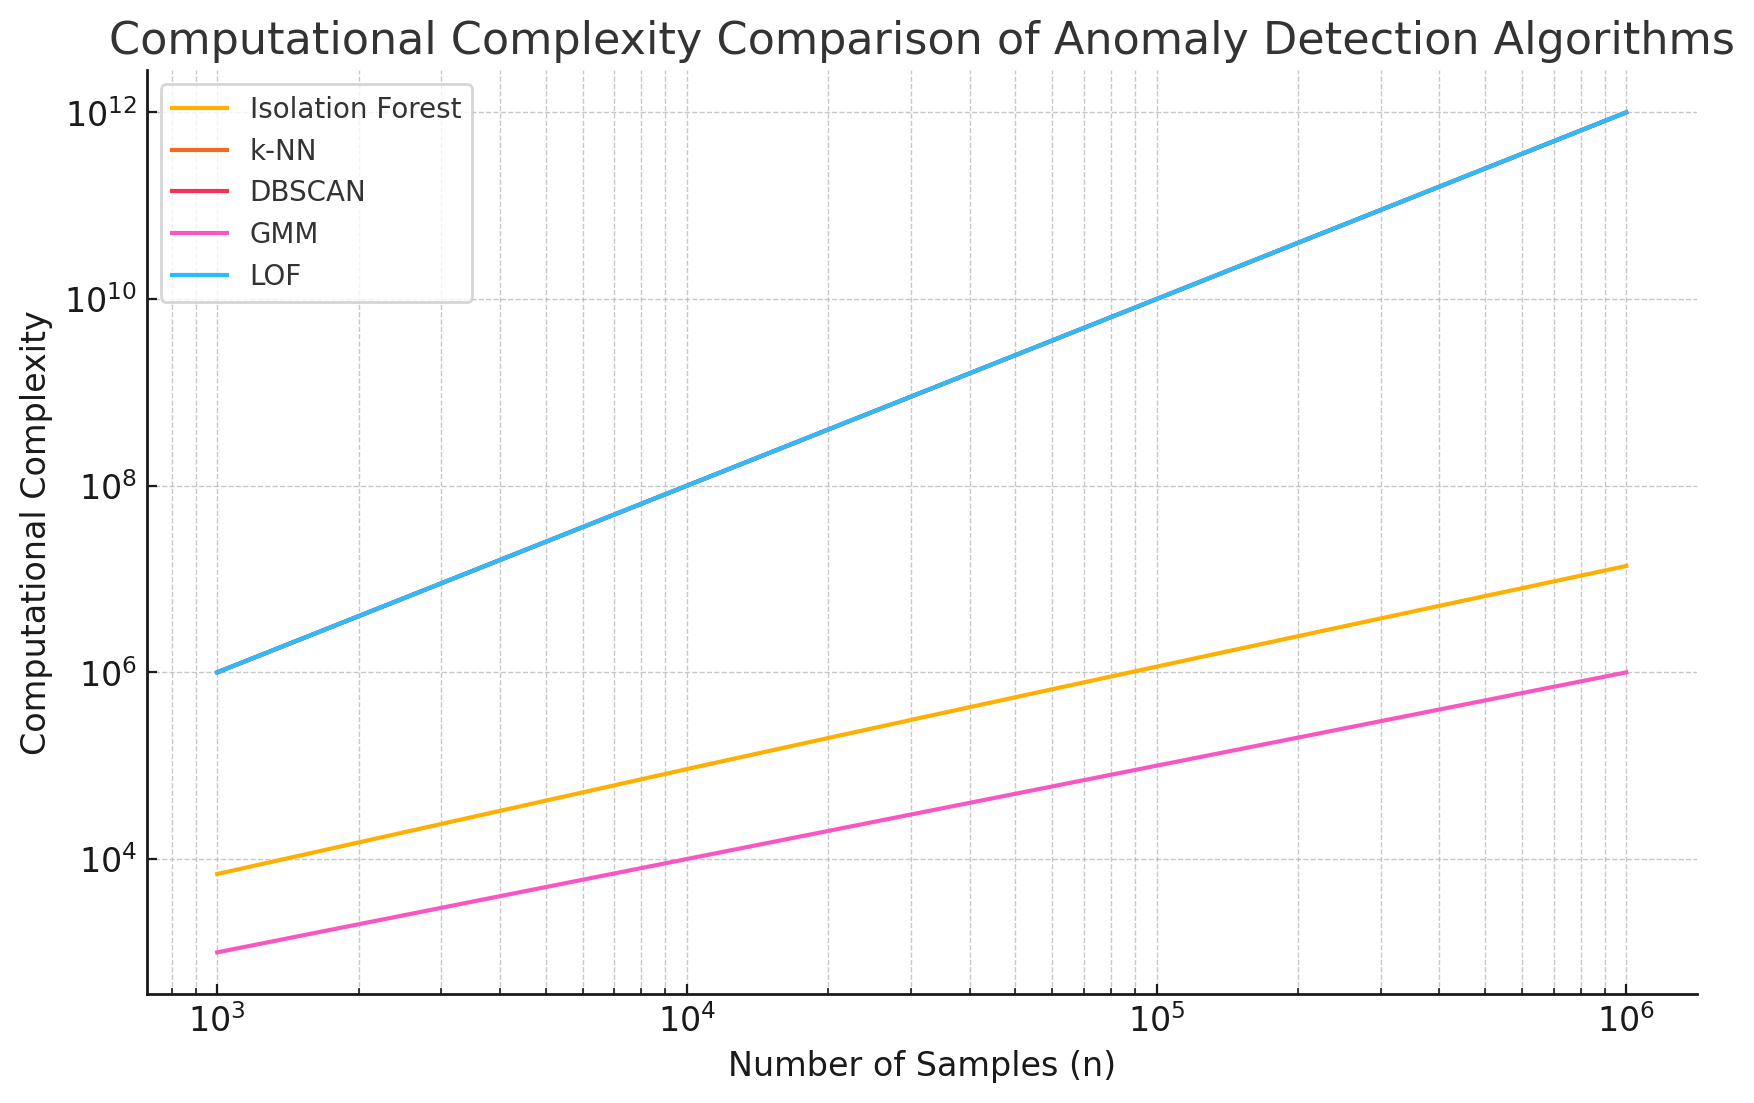 Computational Complexity Comparison of Anomaly Detection Algorithms
Isolation Forest
k-NN
DBSCAN
GMM
LOF
Computational Complexity
10¹²
10¹⁰
10⁸
10⁶
10⁴
10³ 10⁴ 10⁵ 10⁶
Number of Samples (n)